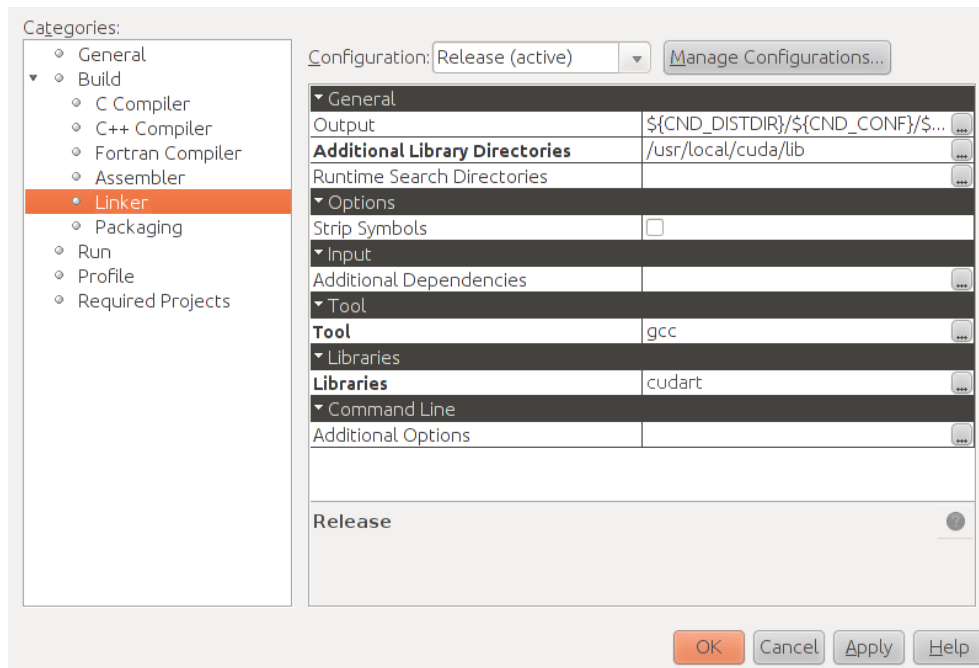 Categories:
General
Build
C Compiler
C++ Compiler
Fortran Compiler
Assembler
Linker
Packaging
Run
Profile
Required Projects
Configuration: Release (active) Manage Configurations...
General
Output ${CND_DISTDIR}/${CND_CONF}/$... ...
Additional Library Directories /usr/local/cuda/lib ...
Runtime Search Directories ...
Options
Strip Symbols
Input
Additional Dependencies ...
Tool
Tool gcc ...
Libraries
Libraries cudart ...
Command Line
Additional Options ...
Release ?
OK Cancel Apply Help